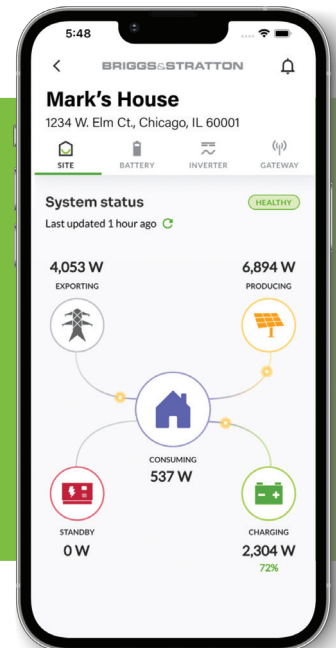 5:48
BRIGGS&STRATTON
Mark's House
1234 W. Elm Ct., Chicago, IL 60001
SITE BATTERY INVERTER GATEWAY
System status HEALTHY
Last updated 1 hour ago
4,053 W 6,894 W
EXPORTING PRODUCING
CONSUMING
537 W
STANDBY CHARGING
0 W 2,304 W
72%